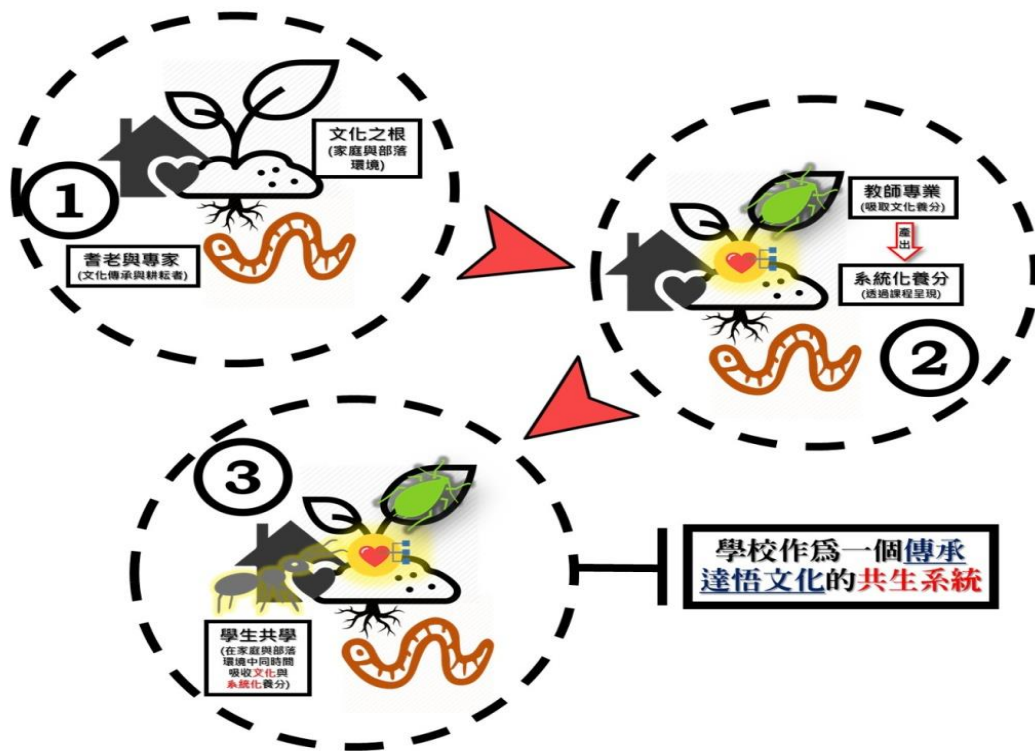 1
文化之根
(家庭與部落
環境)
耆老與專家
(文化傳承與耕耘者)
教師專業
(吸取文化養分)
產出
系統化養分
(透過課程呈現)
2
3
學生共學
(在家庭與部落
環境中同時間
吸收文化與
系統化養分)
學校作爲一個傳承
達悟文化的共生系統